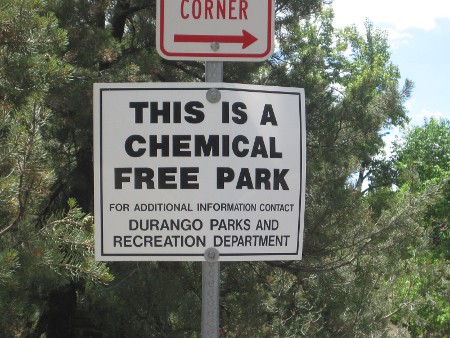 CORNER
THIS IS A
CHEMICAL
FREE PARK
FOR ADDITIONAL INFORMATION CONTACT
DURANGO PARKS AND
RECREATION DEPARTMENT